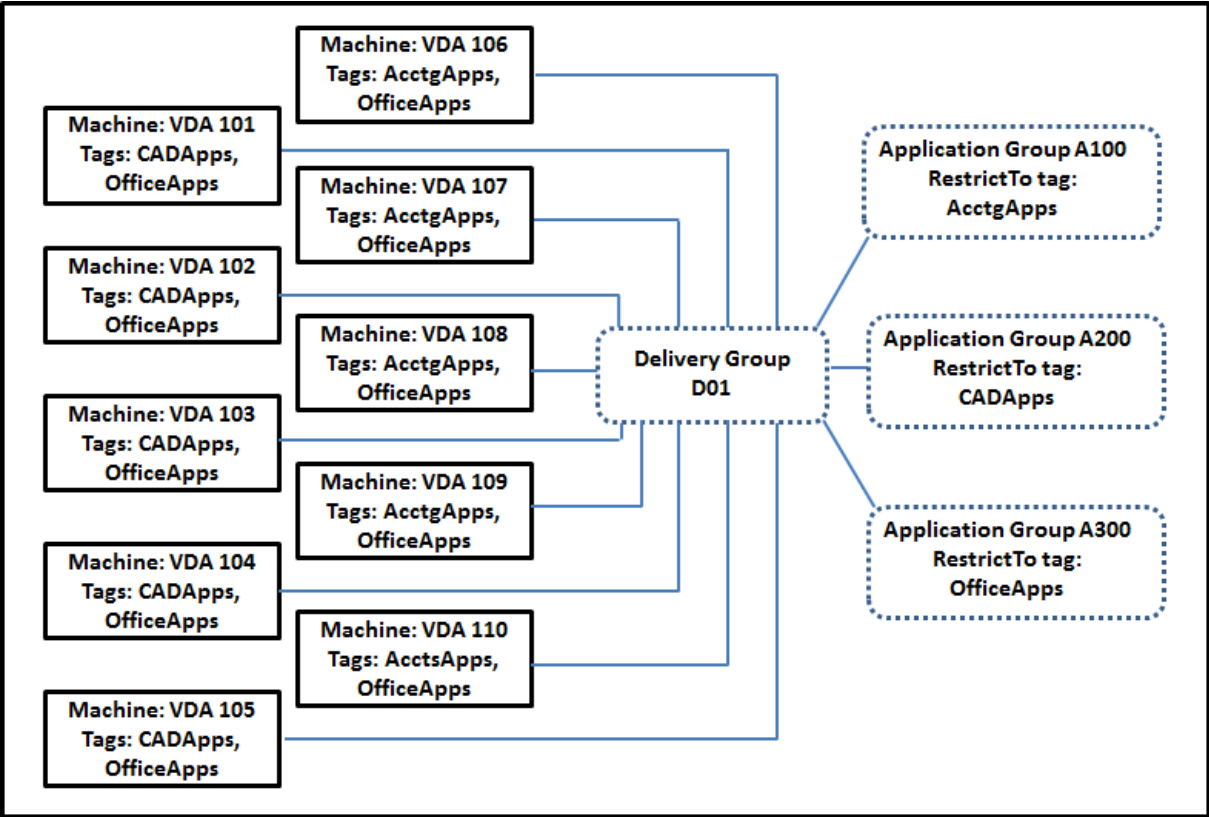 Machine: VDA 106
Tags: AcctgApps,
OfficeApps
Machine: VDA 101
Tags: CADApps,
OfficeApps
Machine: VDA 107
Tags: AcctgApps,
OfficeApps
Machine: VDA 102
Tags: CADApps,
OfficeApps
Machine: VDA 108
Tags: AcctgApps,
OfficeApps
Machine: VDA 103
Tags: CADApps,
OfficeApps
Machine: VDA 109
Tags: AcctgApps,
OfficeApps
Machine: VDA 104
Tags: CADApps,
OfficeApps
Machine: VDA 110
Tags: AcctsApps,
OfficeApps
Machine: VDA 105
Tags: CADApps,
OfficeApps
Delivery Group
D01
Application Group A100
RestrictTo tag:
AcctgApps
Application Group A200
RestrictTo tag:
CADApps
Application Group A300
RestrictTo tag:
OfficeApps